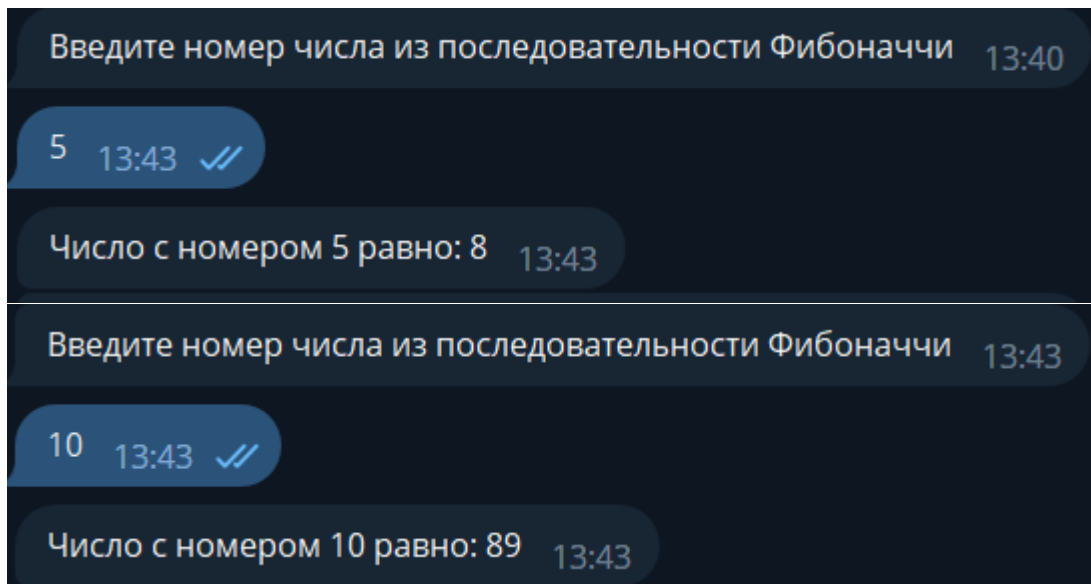 Введите номер числа из последовательности Фибоначчи 13:40
5 13:43
Число с номером 5 равно: 8 13:43
Введите номер числа из последовательности Фибоначчи 13:43
10 13:43
Число с номером 10 равно: 89 13:43